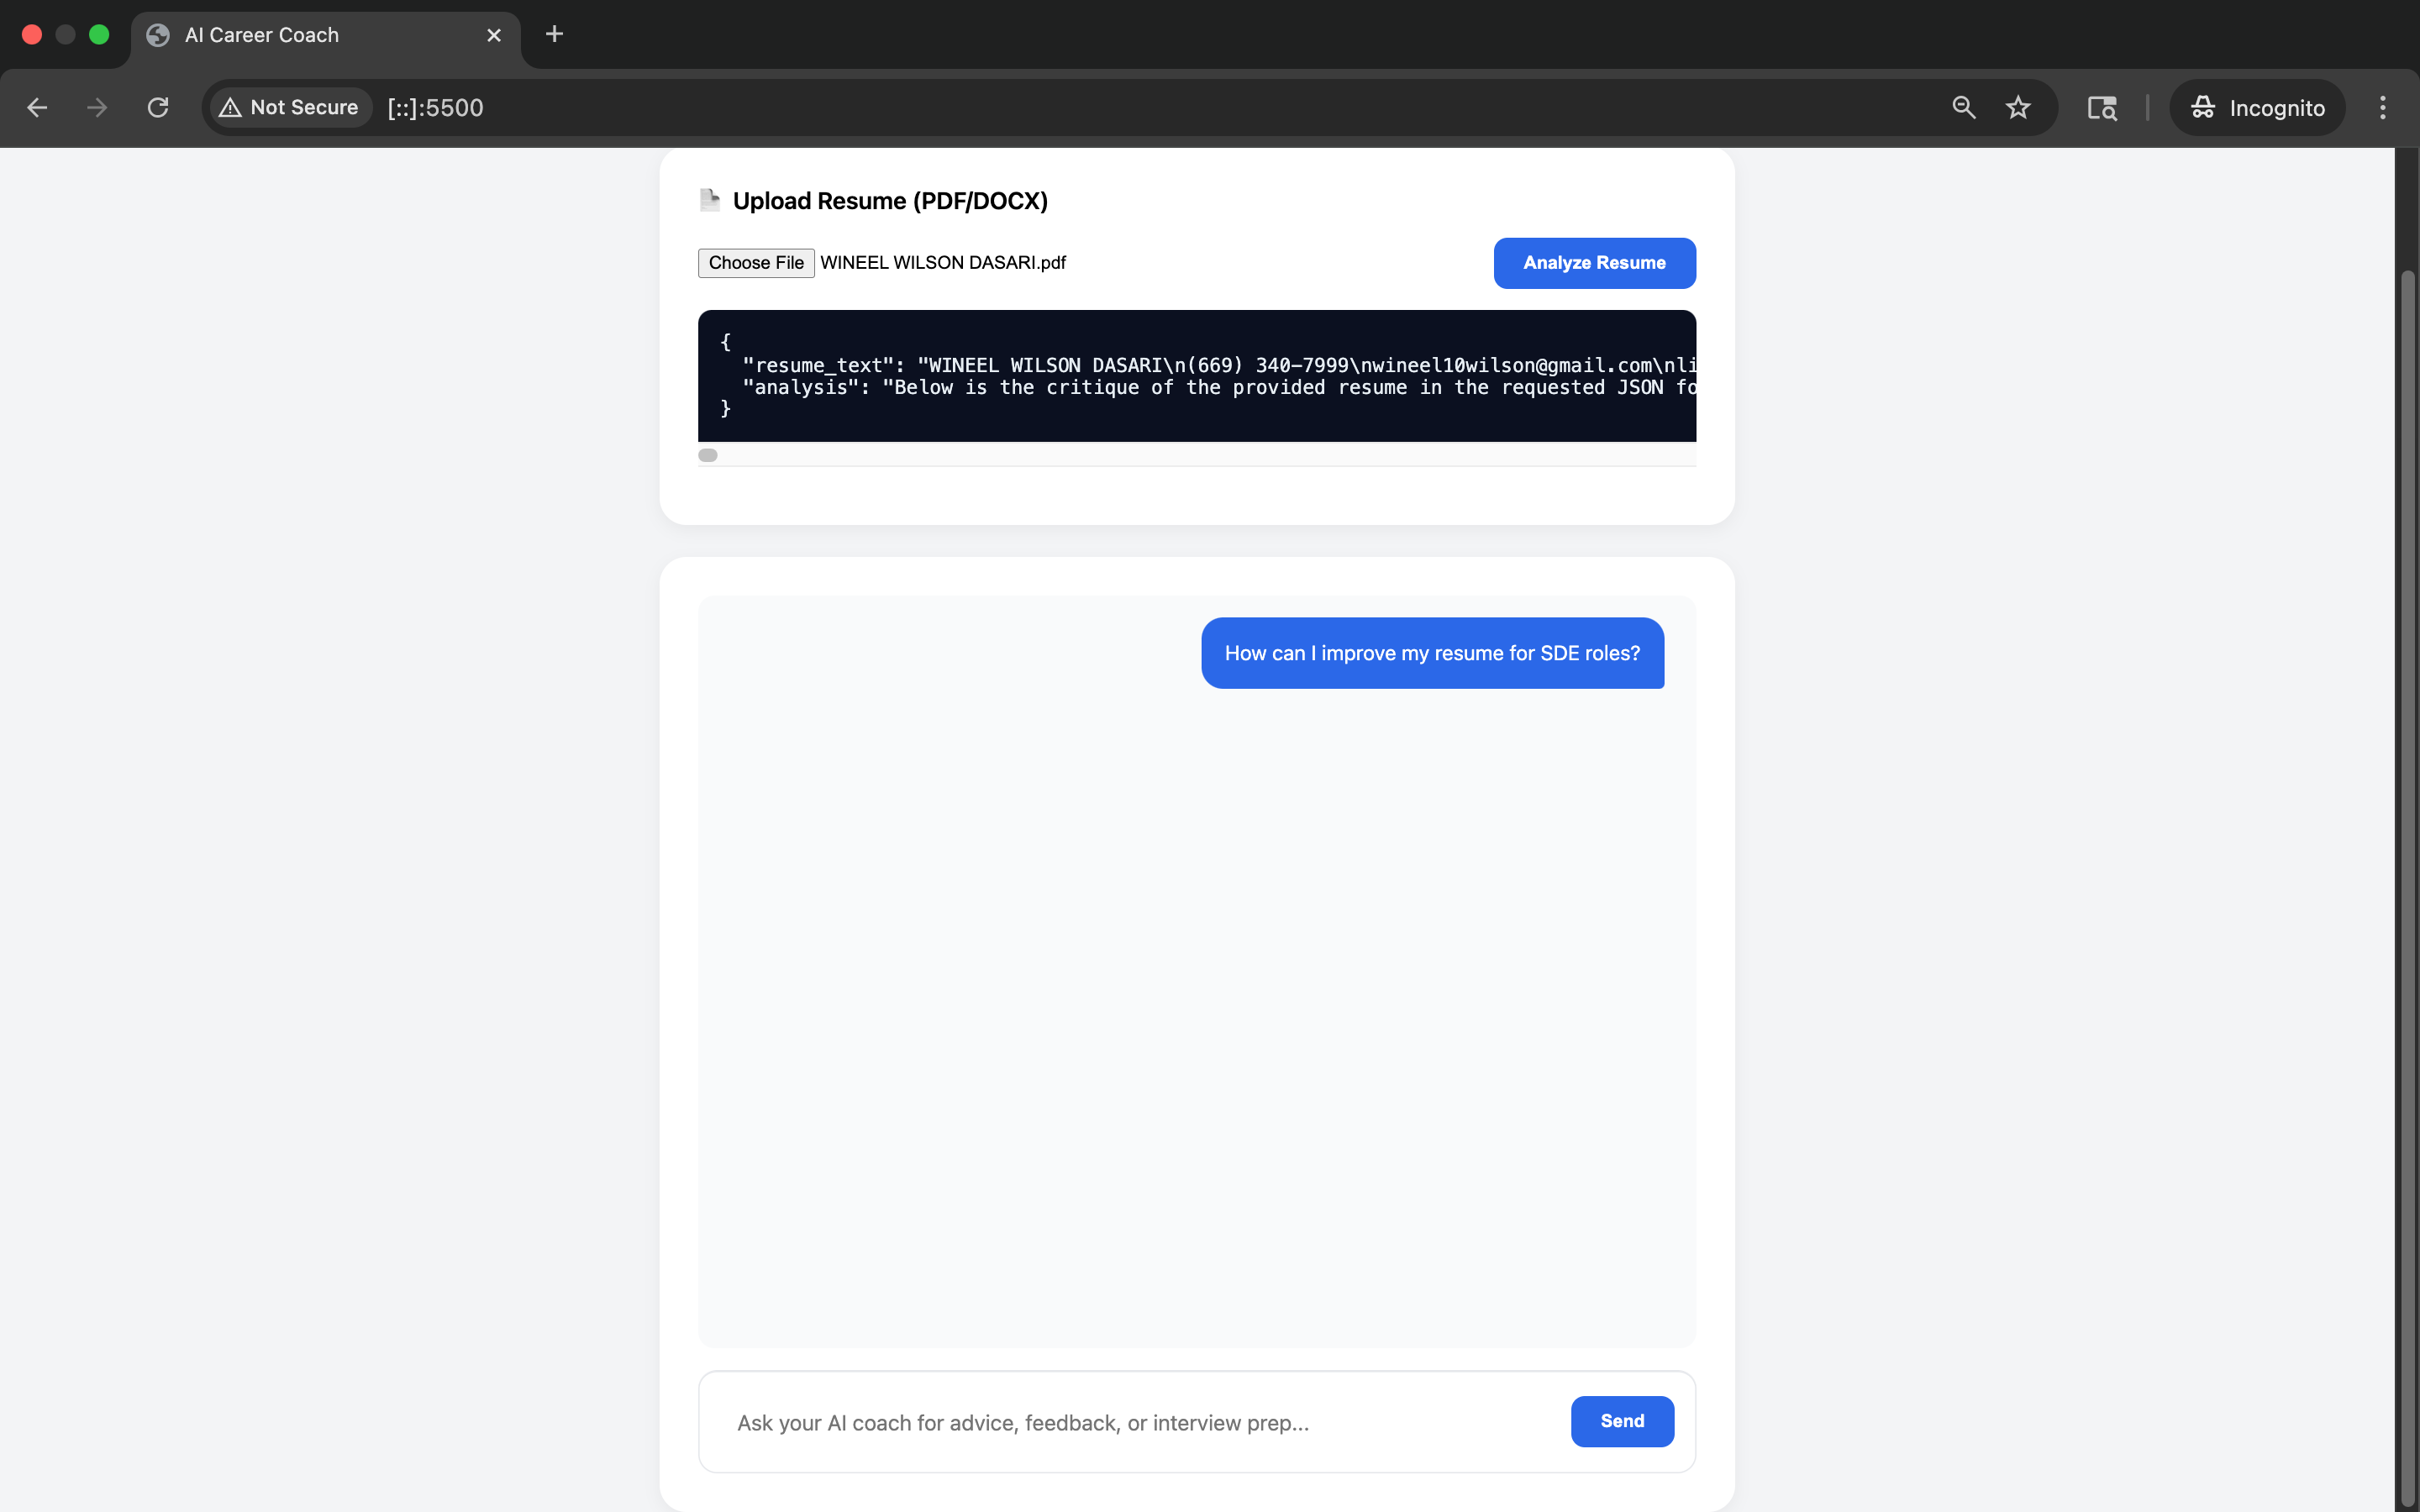 AI Career Coach
Not Secure
[::]:5500
Incognito
Upload Resume (PDF/DOCX)
Choose File WINEEL WILSON DASARI.pdf
Analyze Resume
{
"resume_text": "WINEEL WILSON DASARI\n(669) 340-7999\nwineel10wilson@gmail.com\nli
"analysis": "Below is the critique of the provided resume in the requested JSON fo
}
How can I improve my resume for SDE roles?
Ask your AI coach for advice, feedback, or interview prep...
Send